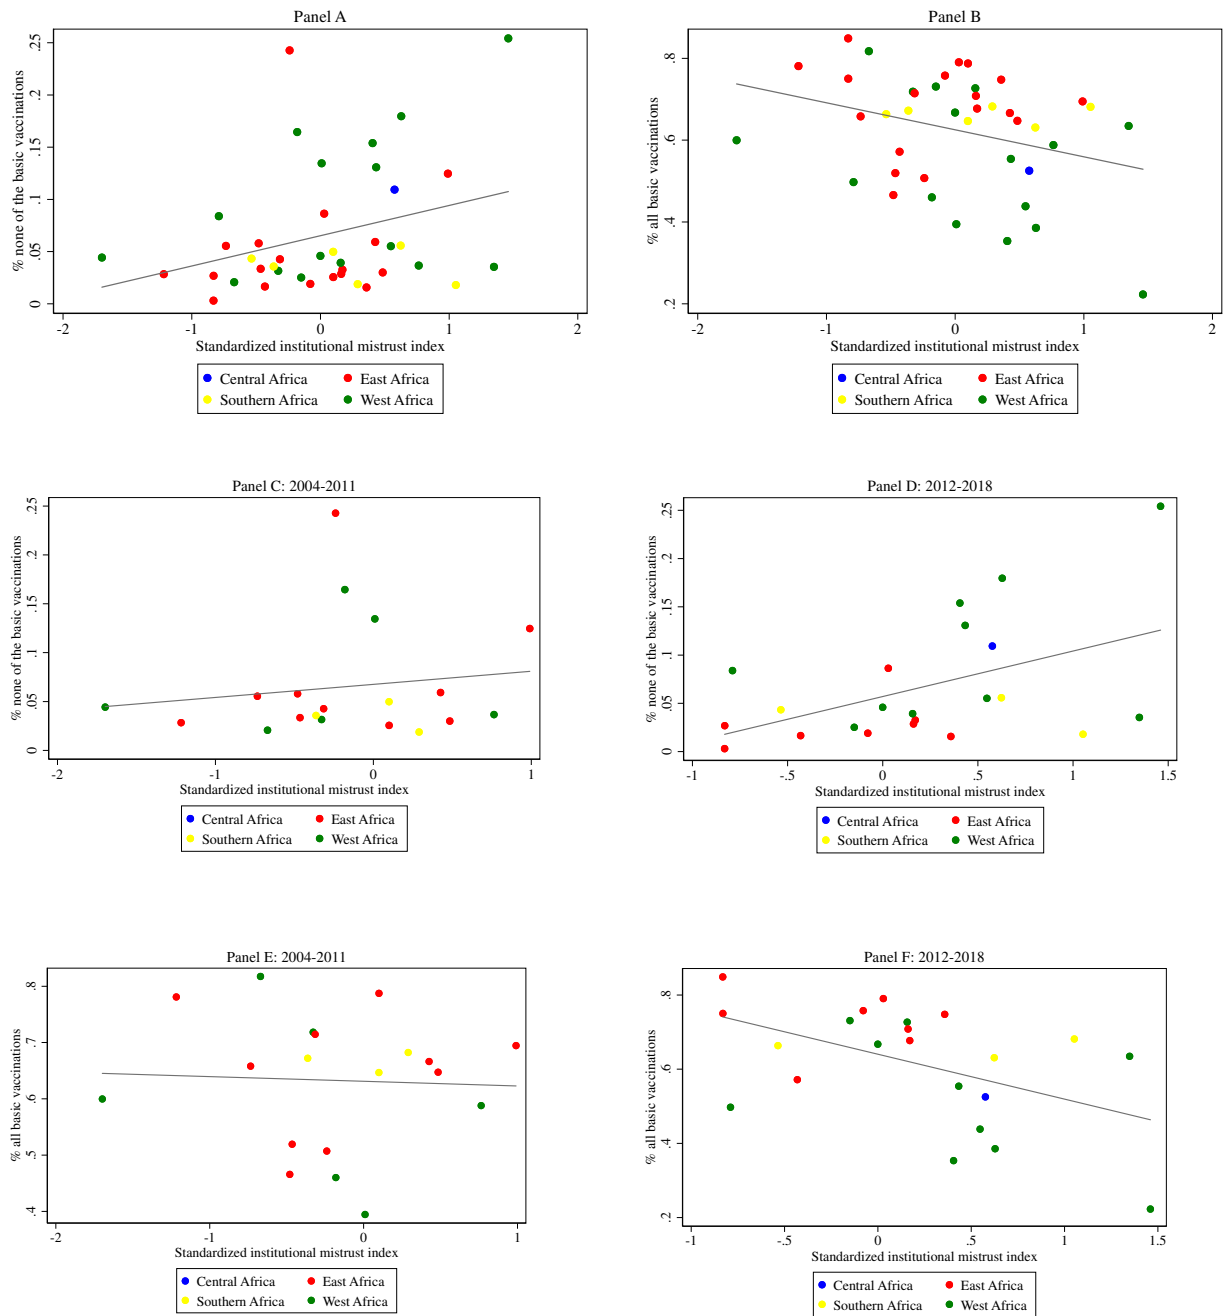 Panel A
% none of the basic vaccinations
.25
.2
.15
.1
.05
0
-2 -1 0 1 2
Standardized institutional mistrust index
Central Africa East Africa
Southern Africa West Africa
Panel B
% all basic vaccinations
.8
.6
.4
.2
-2 -1 0 1 2
Standardized institutional mistrust index
Central Africa East Africa
Southern Africa West Africa
Panel C: 2004-2011
% none of the basic vaccinations
.25
.2
.15
.1
.05
0
-2 -1 0 1
Standardized institutional mistrust index
Central Africa East Africa
Southern Africa West Africa
Panel D: 2012-2018
% none of the basic vaccinations
.25
.2
.15
.1
.05
0
-1 -.5 0 .5 1 1.5
Standardized institutional mistrust index
Central Africa East Africa
Southern Africa West Africa
Panel E: 2004-2011
% all basic vaccinations
.8
.7
.6
.5
.4
-2 -1 0 1
Standardized institutional mistrust index
Central Africa East Africa
Southern Africa West Africa
Panel F: 2012-2018
% all basic vaccinations
.8
.6
.4
.2
-1 -.5 0 .5 1 1.5
Standardized institutional mistrust index
Central Africa East Africa
Southern Africa West Africa